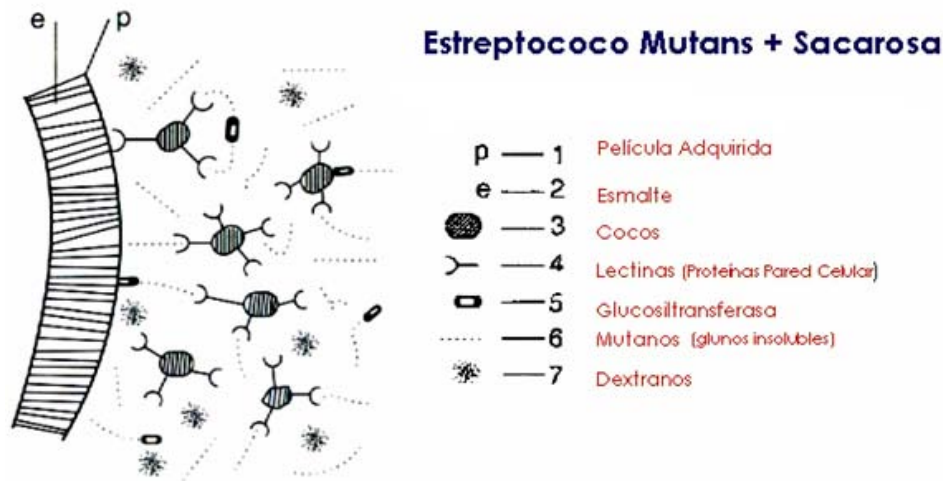 e p
Estreptococo Mutans + Sacarosa
p 1 Película Adquirida
e 2 Esmalte
3 Cocos
4 Lectinas (Proteínas Pared Celular)
5 Glucosiltransferasa
6 Mutanos (glunos insolubles)
7 Dextranos